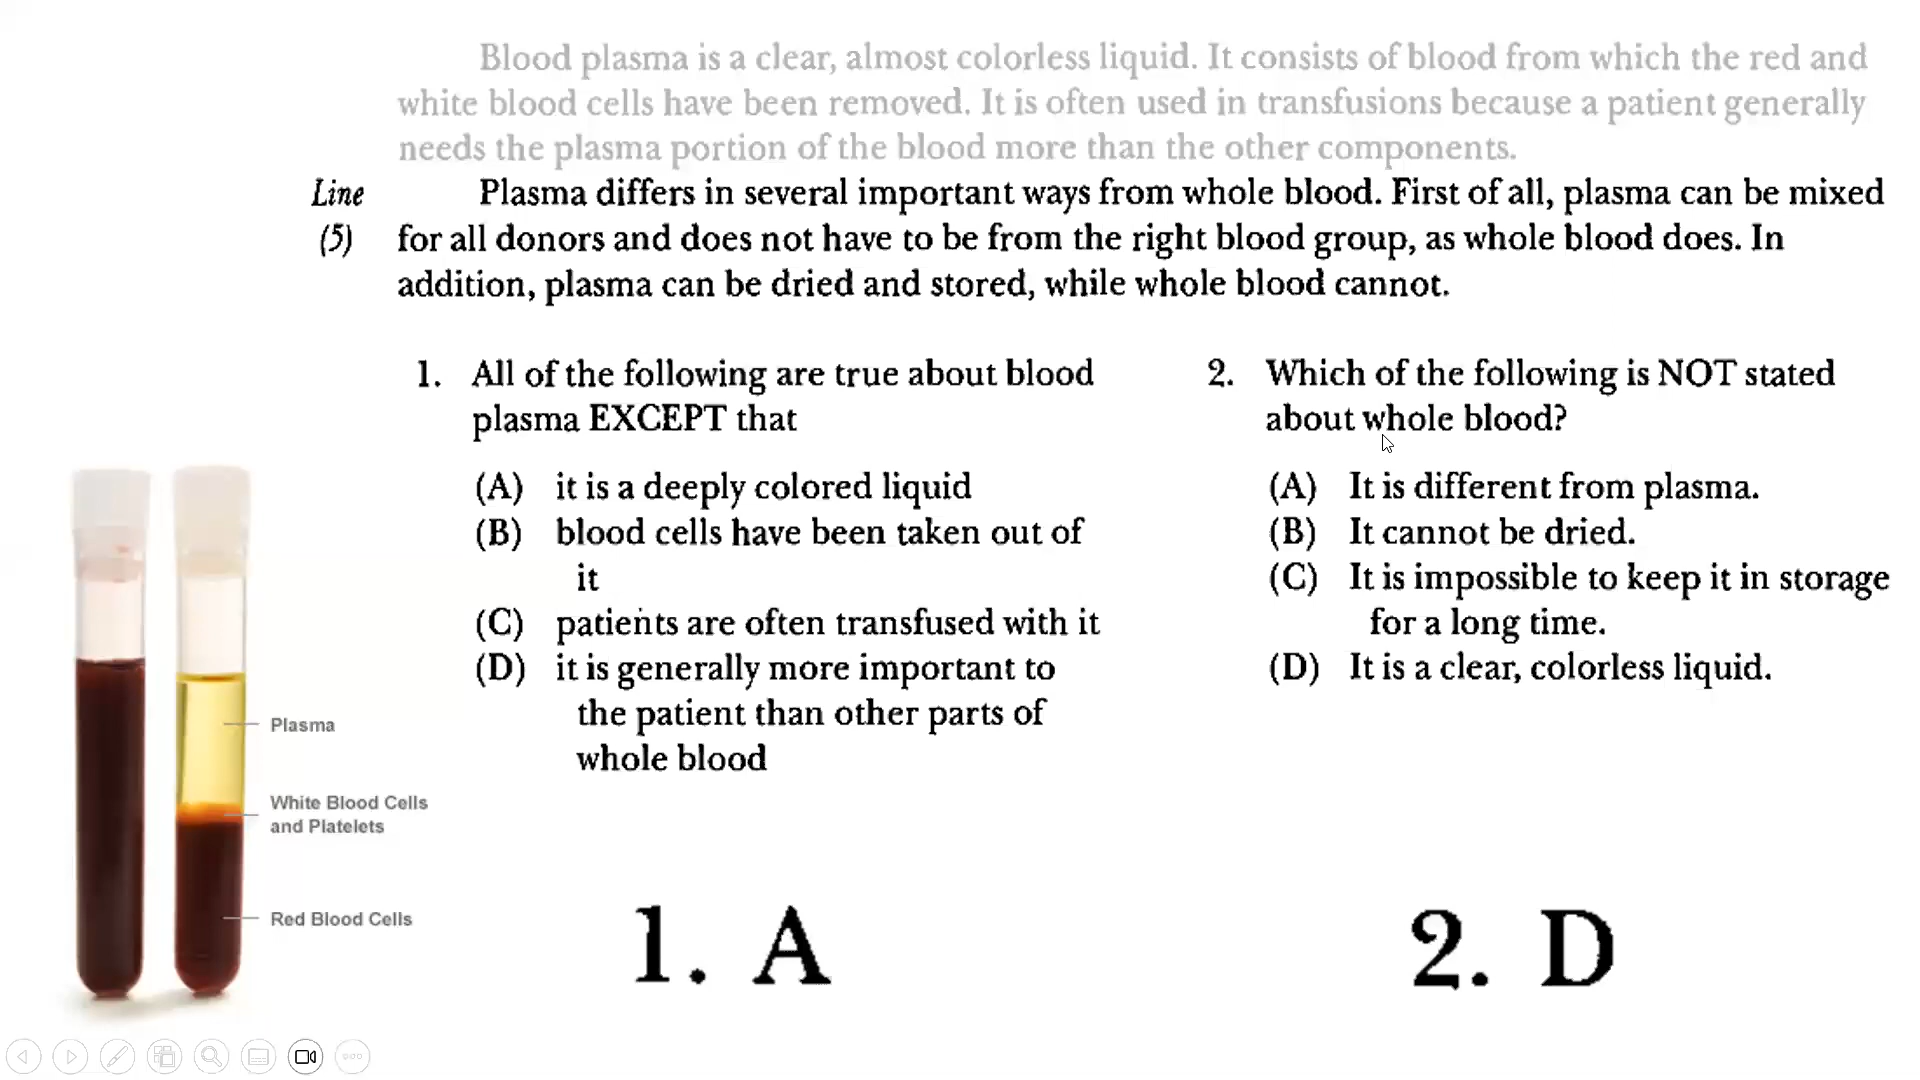 Blood plasma is a clear, almost colorless liquid. It consists of blood from which the red and
white blood cells have been removed. It is often used in transfusions because a patient generally
needs the plasma portion of the blood more than the other components.
Line Plasma differs in several important ways from whole blood. First of all, plasma can be mixed
(5) for all donors and does not have to be from the right blood group, as whole blood does. In
addition, plasma can be dried and stored, while whole blood cannot.
1. All of the following are true about blood
plasma EXCEPT that
(A) it is a deeply colored liquid
(B) blood cells have been taken out of
it
(C) patients are often transfused with it
(D) it is generally more important to
the patient than other parts of
whole blood
2. Which of the following is NOT stated
about whole blood?
(A) It is different from plasma.
(B) It cannot be dried.
(C) It is impossible to keep it in storage
for a long time.
(D) It is a clear, colorless liquid.
Plasma
White Blood Cells
and Platelets
Red Blood Cells
1. A
2. D